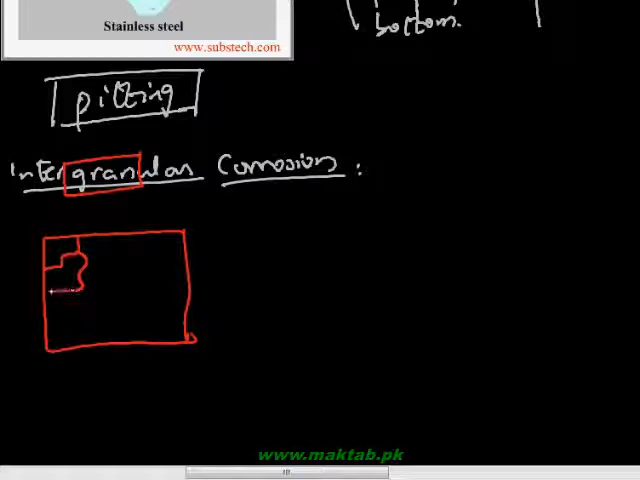 Stainless steel
www.substech.com
bottom.
pitting
Intergranular Corrosion :
www.maktab.pk